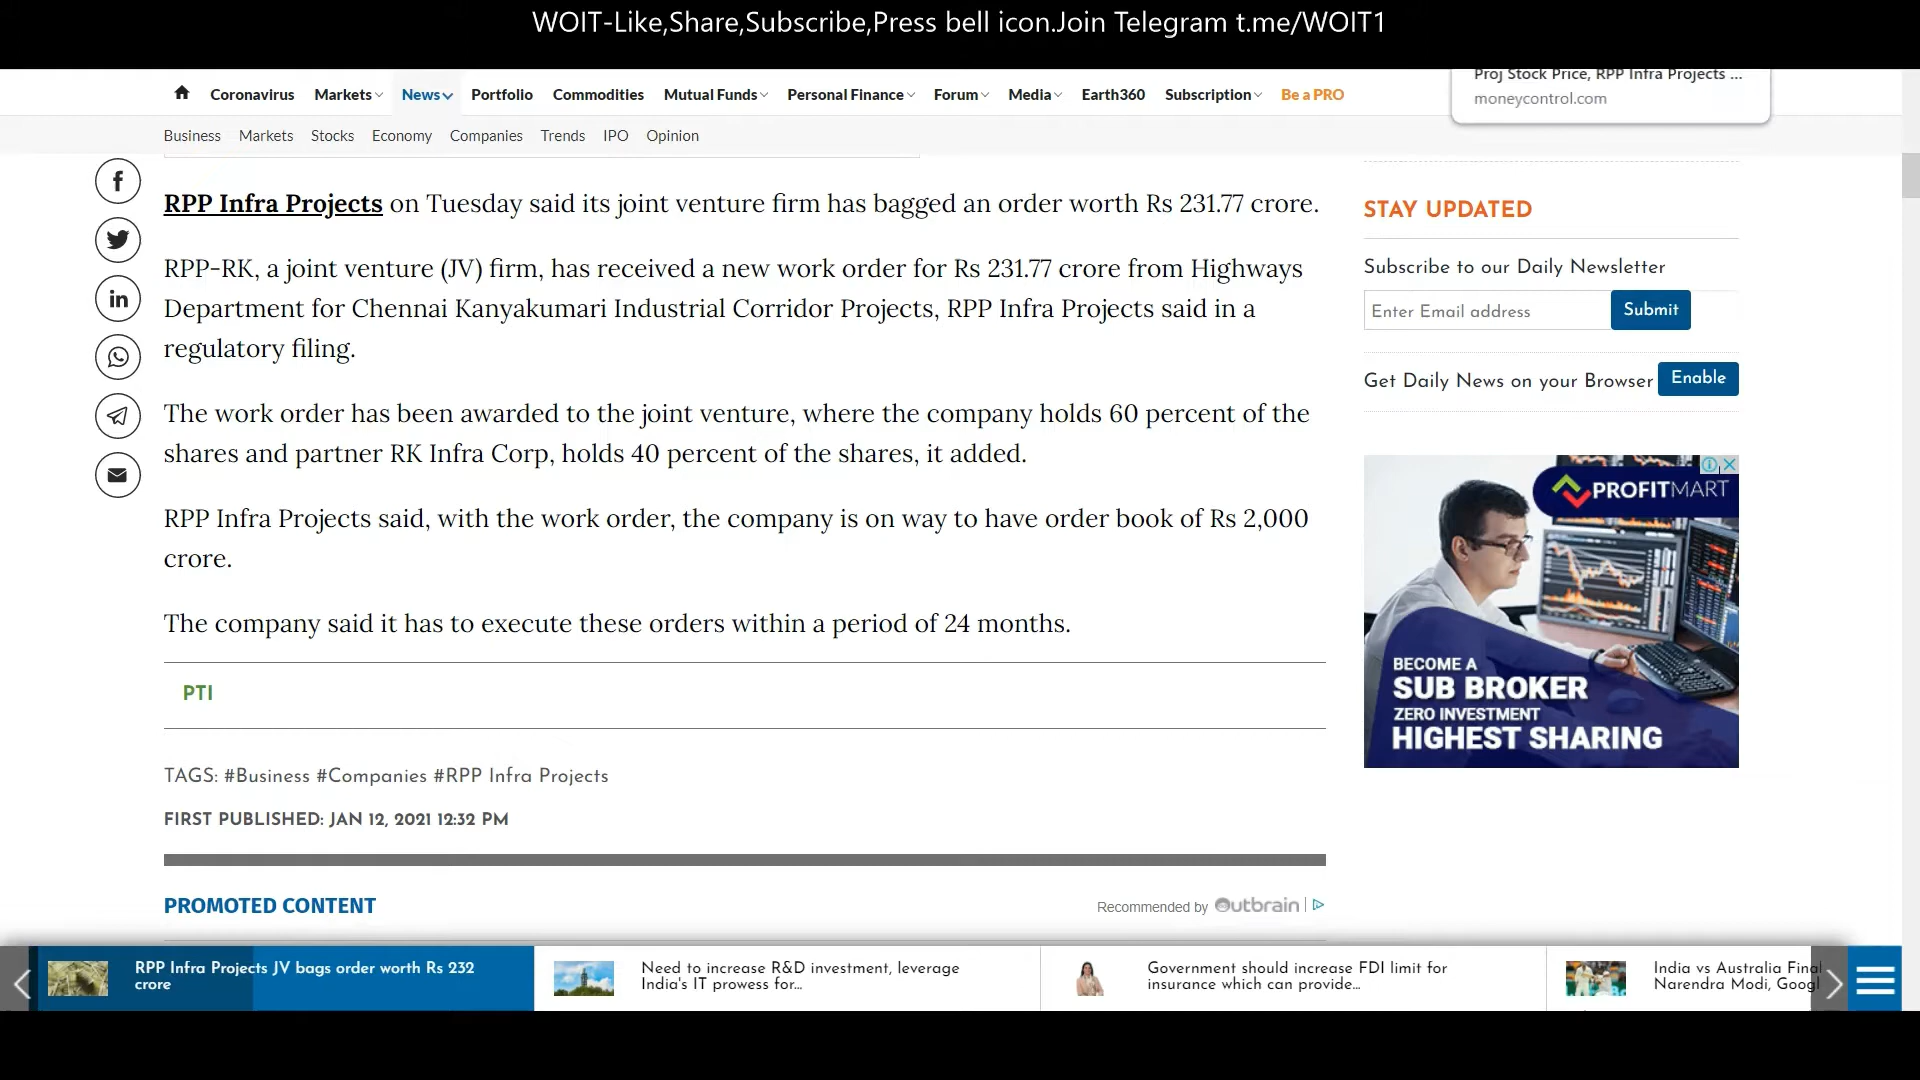 WOIT-Like,Share,Subscribe,Press bell icon.Join Telegram t.me/WOIT1
Proj Stock Price, RPP Infra Projects ...
moneycontrol.com
Coronavirus Markets News Portfolio Commodities Mutual Funds Personal Finance Forum Media Earth360 Subscription Be a PRO
Business Markets Stocks Economy Companies Trends IPO Opinion
RPP Infra Projects on Tuesday said its joint venture firm has bagged an order worth Rs 231.77 crore.
RPP-RK, a joint venture (JV) firm, has received a new work order for Rs 231.77 crore from Highways
Department for Chennai Kanyakumari Industrial Corridor Projects, RPP Infra Projects said in a
regulatory filing.
The work order has been awarded to the joint venture, where the company holds 60 percent of the
shares and partner RK Infra Corp, holds 40 percent of the shares, it added.
RPP Infra Projects said, with the work order, the company is on way to have order book of Rs 2,000
crore.
The company said it has to execute these orders within a period of 24 months.
PTI
TAGS: #Business #Companies #RPP Infra Projects
FIRST PUBLISHED: JAN 12, 2021 12:32 PM
PROMOTED CONTENT
Recommended by Outbrain
STAY UPDATED
Subscribe to our Daily Newsletter
Enter Email address Submit
Get Daily News on your Browser Enable
PROFITMART
BECOME A
SUB BROKER
ZERO INVESTMENT
HIGHEST SHARING
RPP Infra Projects JV bags order worth Rs 232
crore
Need to increase R&D investment, leverage
India's IT prowess for...
Government should increase FDI limit for
insurance which can provide...
India vs Australia Final
Narendra Modi, Googl